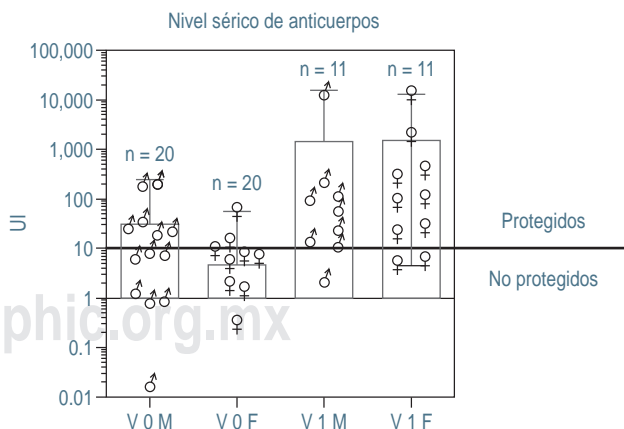 Nivel sérico de anticuerpos
100,000
10,000
1,000
100
10
1
0.1
0.01
UI
n = 20
n = 20
n = 11
n = 11
Protegidos
No protegidos
phic.org.mx
V 0 M
V 0 F
V 1 M
V 1 F